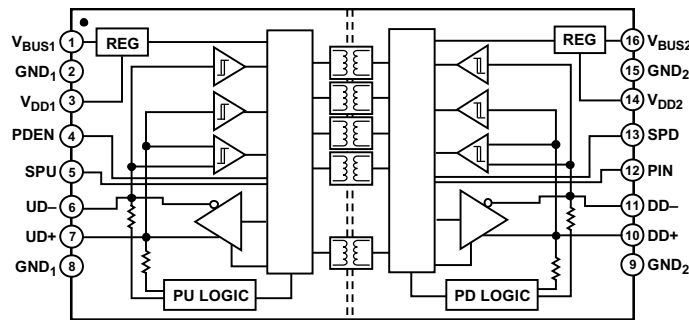 VBUS1 1 REG
GND1 2
VDD1 3
PDEN 4
SPU 5
UD– 6
UD+ 7
GND1 8
PU LOGIC
REG 16 VBUS2
15 GND2
14 VDD2
13 SPD
12 PIN
11 DD–
10 DD+
9 GND2
PD LOGIC